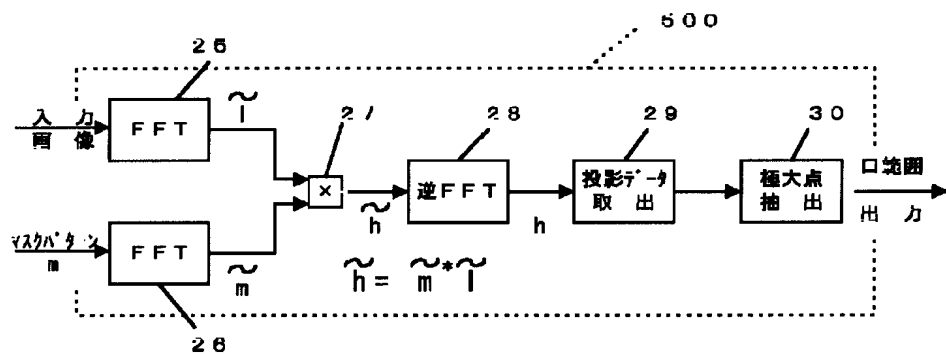 500
25
入力
画像
FFT
~I
27
×
28
逆FFT
~h
h
29
投影データ
取出
30
極大点
抽出
口範囲
出力
マスクパターン
m
FFT
~m
26
~h = ~m*~I